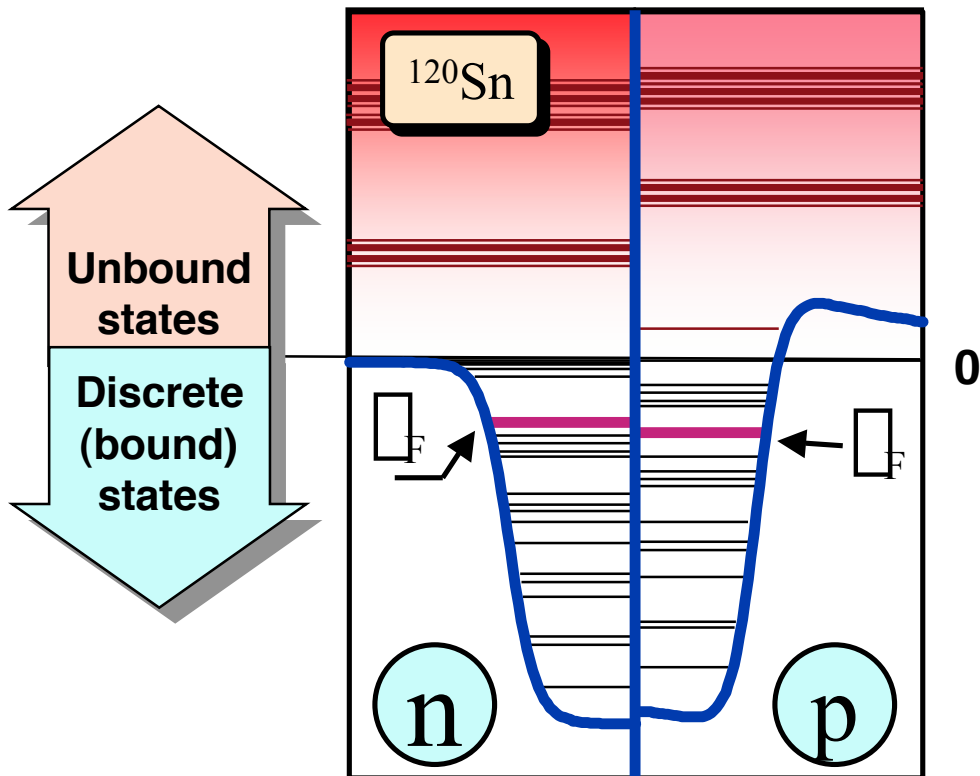 ¹²⁰Sn
Unbound
states
0
Discrete
(bound)
states
F
F
n
p